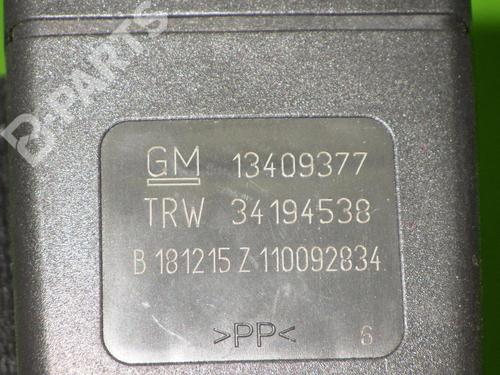 B-PARTS
GM 13409377
TRW 34194538
B 181215 Z 110092834
>PP< 6